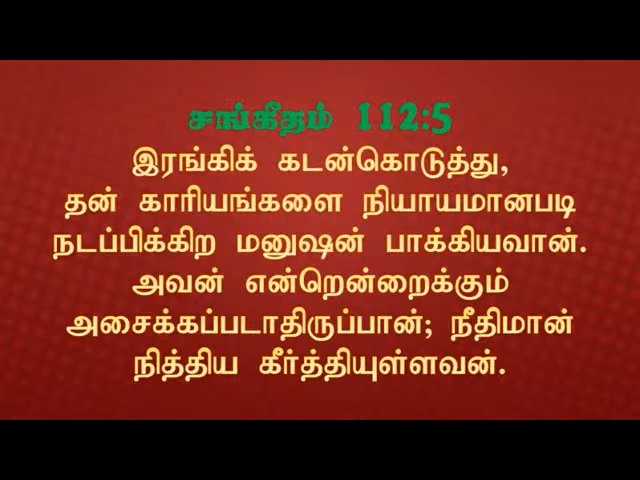 சங்கீதம் 112:5
இரங்கிக் கடன்கொடுத்து,
தன் காரியங்களை நியாயமானபடி
நடப்பிக்கிற மனுஷன் பாக்கியவான்.
அவன் என்றென்றைக்கும்
அசைக்கப்படாதிருப்பான்; நீதிமான்
நித்திய கீர்த்தியுள்ளவன்.